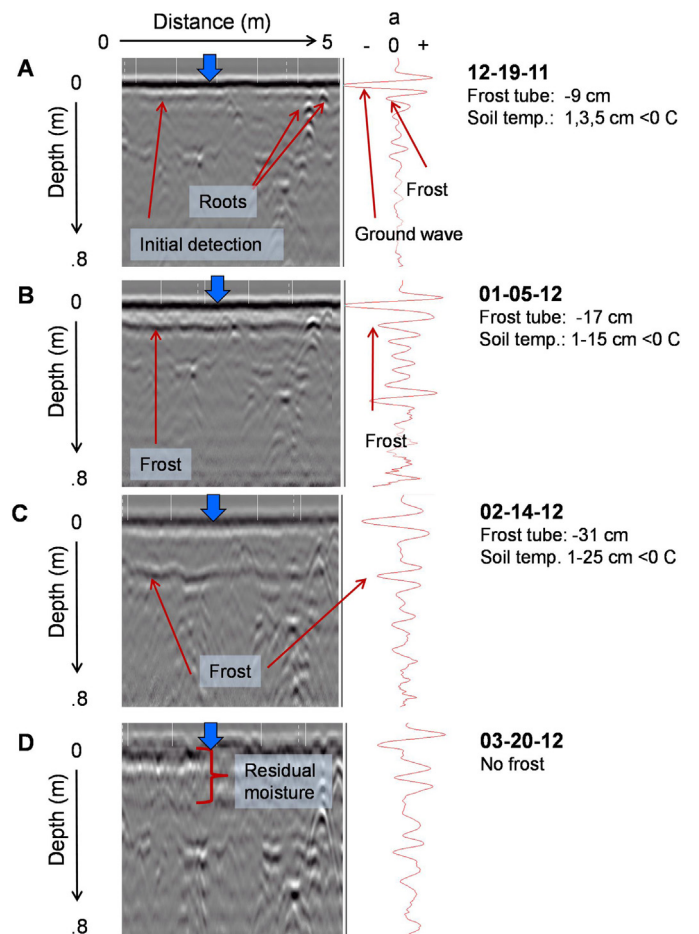 Distance (m)
0
5
a
- 0 +
A
0
Depth (m)
.8
Roots
Initial detection
Frost
Ground wave
12-19-11
Frost tube: -9 cm
Soil temp.: 1,3,5 cm <0 C
B
0
Depth (m)
.8
Frost
Frost
01-05-12
Frost tube: -17 cm
Soil temp.: 1-15 cm <0 C
C
0
Depth (m)
.8
Frost
02-14-12
Frost tube: -31 cm
Soil temp. 1-25 cm <0 C
D
0
Depth (m)
.8
Residual
moisture
03-20-12
No frost